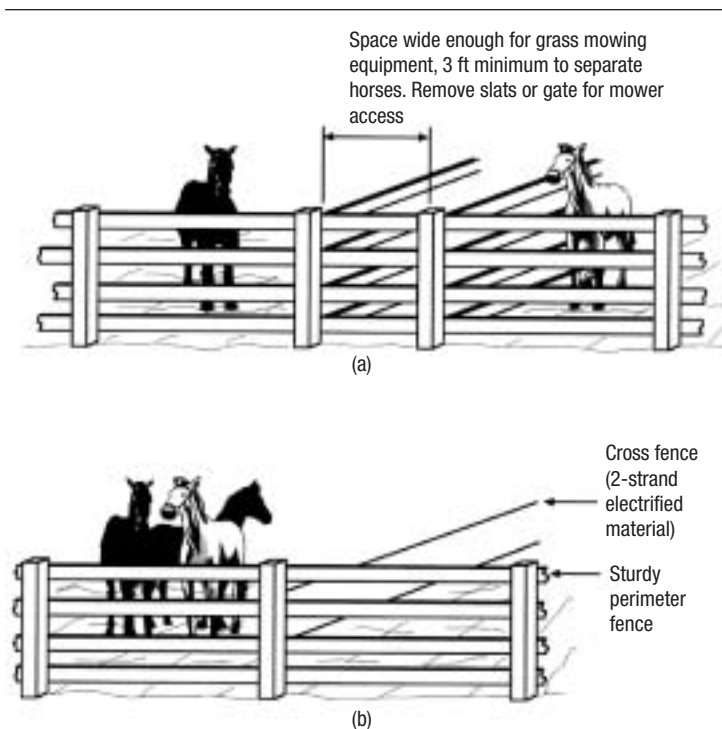 Space wide enough for grass mowing
equipment, 3 ft minimum to separate
horses. Remove slats or gate for mower
access
(a)
Cross fence
(2-strand
electrified
material)
Sturdy
perimeter
fence
(b)